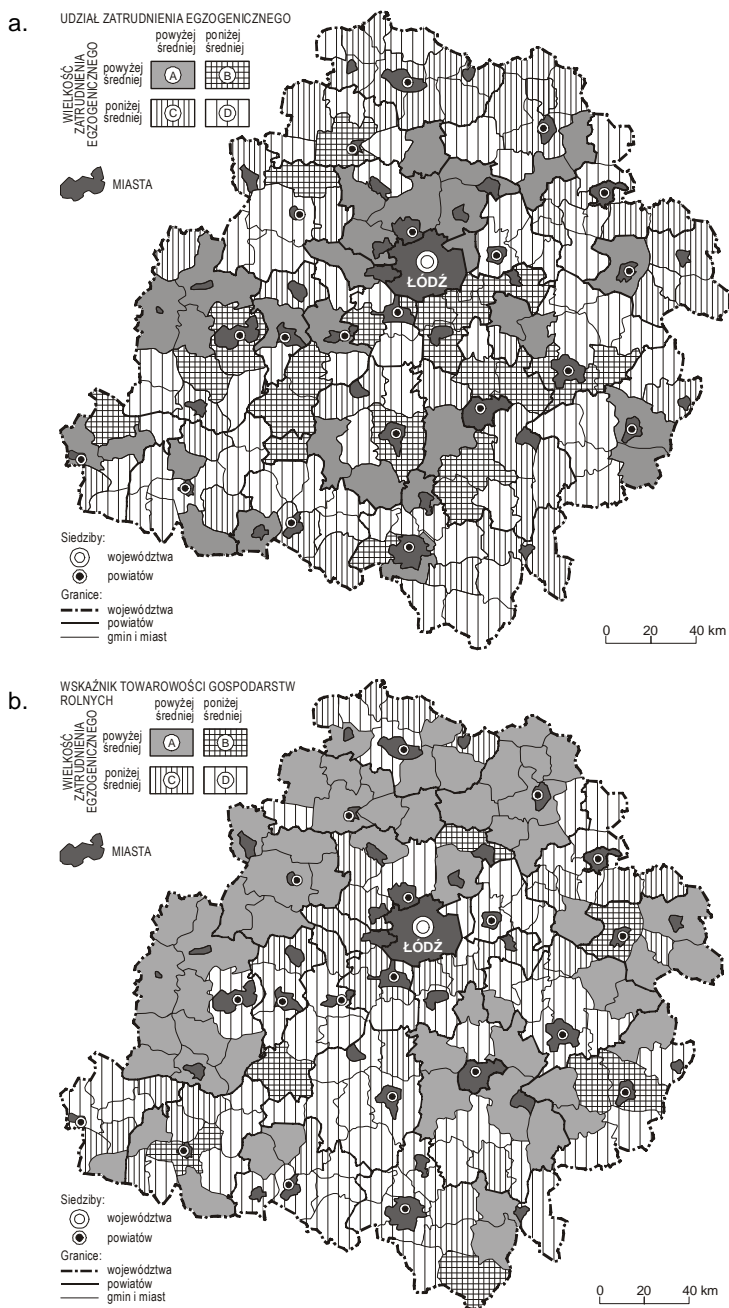 a.
UDZIAŁ ZATRUDNIENIA EGZOGENICZNEGO
powyżej
średniej
poniżej
średniej
WIELKOŚĆ
ZATRUDNIENIA
EGZOGENICZNEGO
powyżej
średniej
A
B
poniżej
średniej
C
D
MIASTA
ŁÓDŹ
Siedziby:
województwa
powiatów
Granice:
województwa
powiatów
gmin i miast
0 20 40 km
b.
WSKAŹNIK TOWAROWOŚCI GOSPODARSTW
ROLNYCH
powyżej
średniej
poniżej
średniej
WIELKOŚĆ
ZATRUDNIENIA
EGZOGENICZNEGO
powyżej
średniej
A
B
poniżej
średniej
C
D
MIASTA
ŁÓDŹ
Siedziby:
województwa
powiatów
Granice:
województwa
powiatów
gmin i miast
0 20 40 km